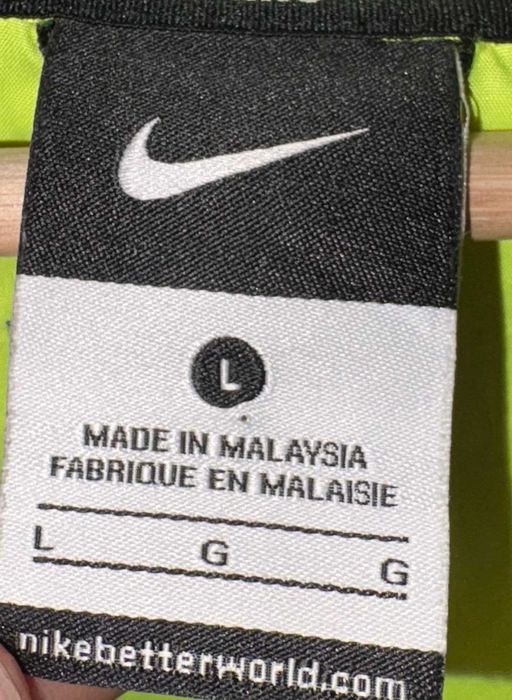 L
MADE IN MALAYSIA
FABRIQUE EN MALAISIE
L G G
nikebetterworld.com